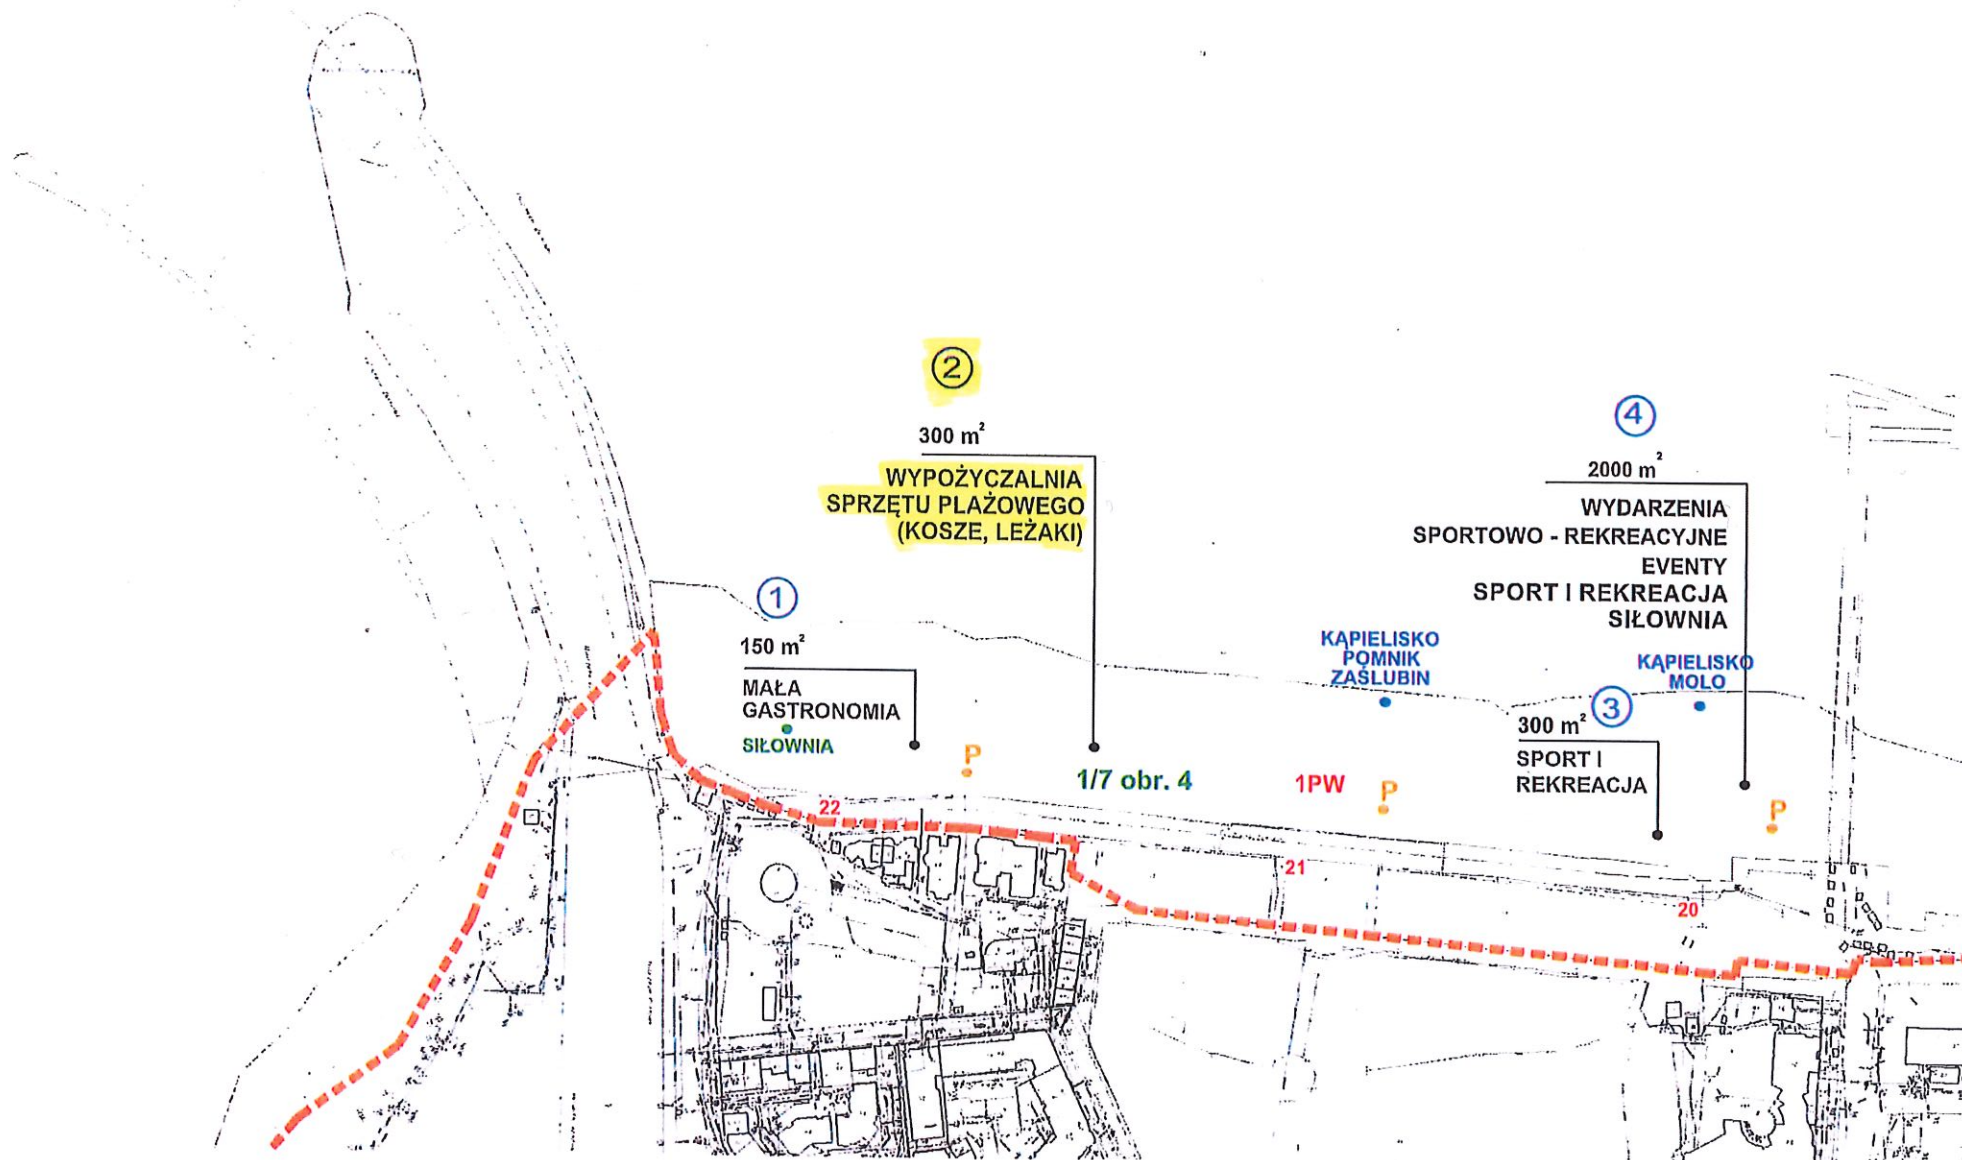 2
300 m²
WYPOŻYCZALNIA
SPRZĘTU PLAŻOWEGO
(KOSZE, LEŻAKI)
4
2000 m²
WYDARZENIA
SPORTOWO - REKREACYJNE
EVENTY
SPORT I REKREACJA
SIŁOWNIA
1
150 m²
MAŁA
GASTRONOMIA
SIŁOWNIA
KĄPIELISKO
POMNIK
ZAŚLUBIN
KĄPIELISKO
MOLO
3
300 m²
SPORT I
REKREACJA
P
1/7 obr. 4
1PW
P
P
22
21
20